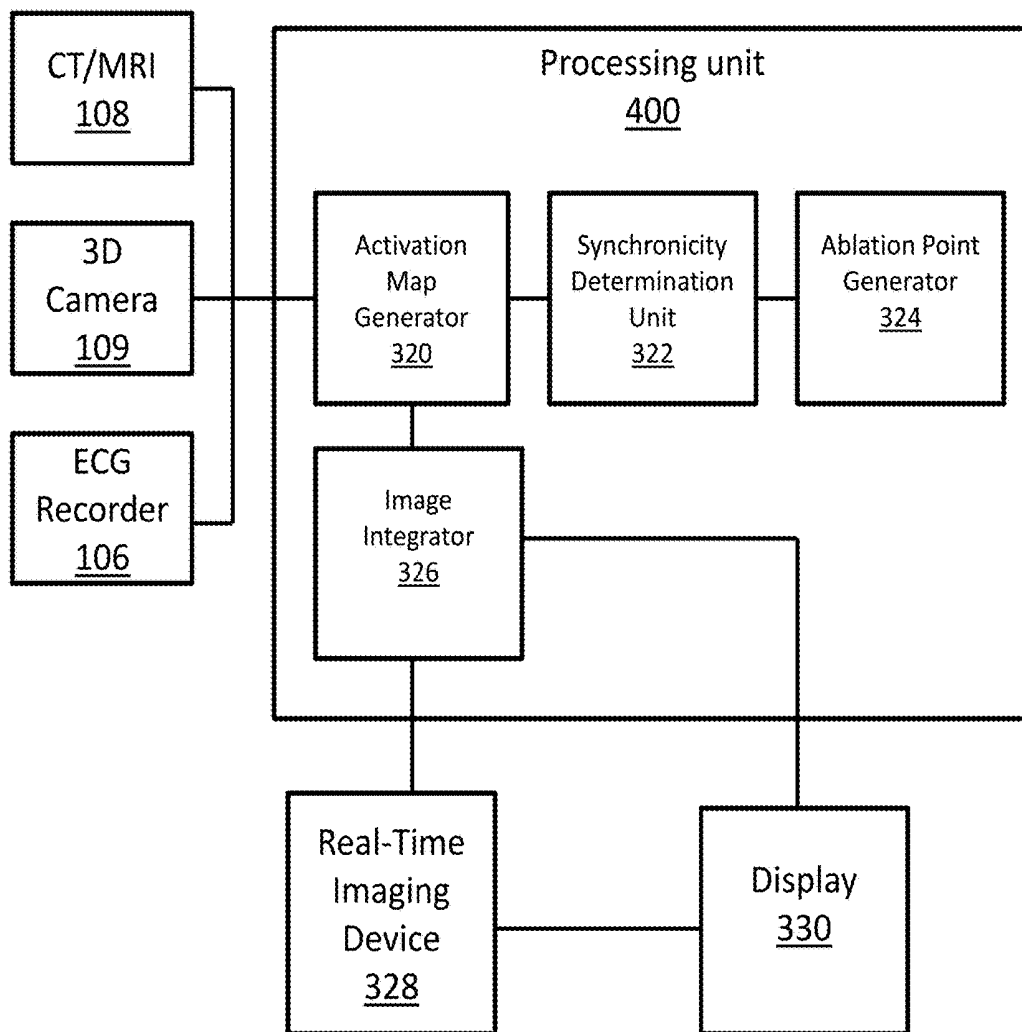 CT/MRI
108
Processing unit
400
3D
Camera
109
Activation
Map
Generator
320
Synchronicity
Determination
Unit
322
Ablation Point
Generator
324
ECG
Recorder
106
Image
Integrator
326
Real-Time
Imaging
Device
328
Display
330